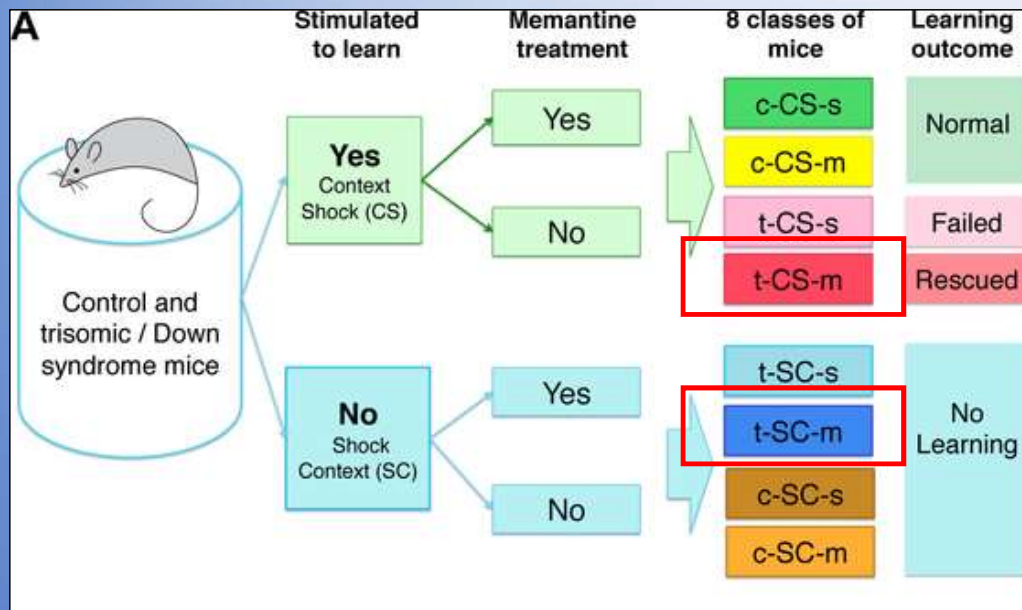 A
Stimulated
to learn
Memantine
treatment
8 classes of
mice
Learning
outcome
Control and
trisomic / Down
syndrome mice
Yes
Context
Shock (CS)
Yes
No
c-CS-s
c-CS-m
t-CS-s
t-CS-m
Normal
Failed
Rescued
No
Shock
Context (SC)
Yes
No
t-SC-s
t-SC-m
c-SC-s
c-SC-m
No
Learning